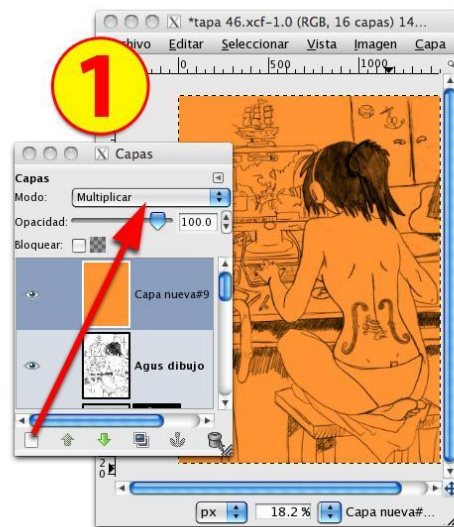 *tapa 46.xcf-1.0 (RGB, 16 capas) 14...
Editar Seleccionar Vista Imagen Capa
0 500 1000
1
Capas
Capas
Modo: Multiplicar
Opacidad: 100.0
Bloquear:
Capa nueva#9
Agus dibujo
px 18.2 % Capa nueva#...